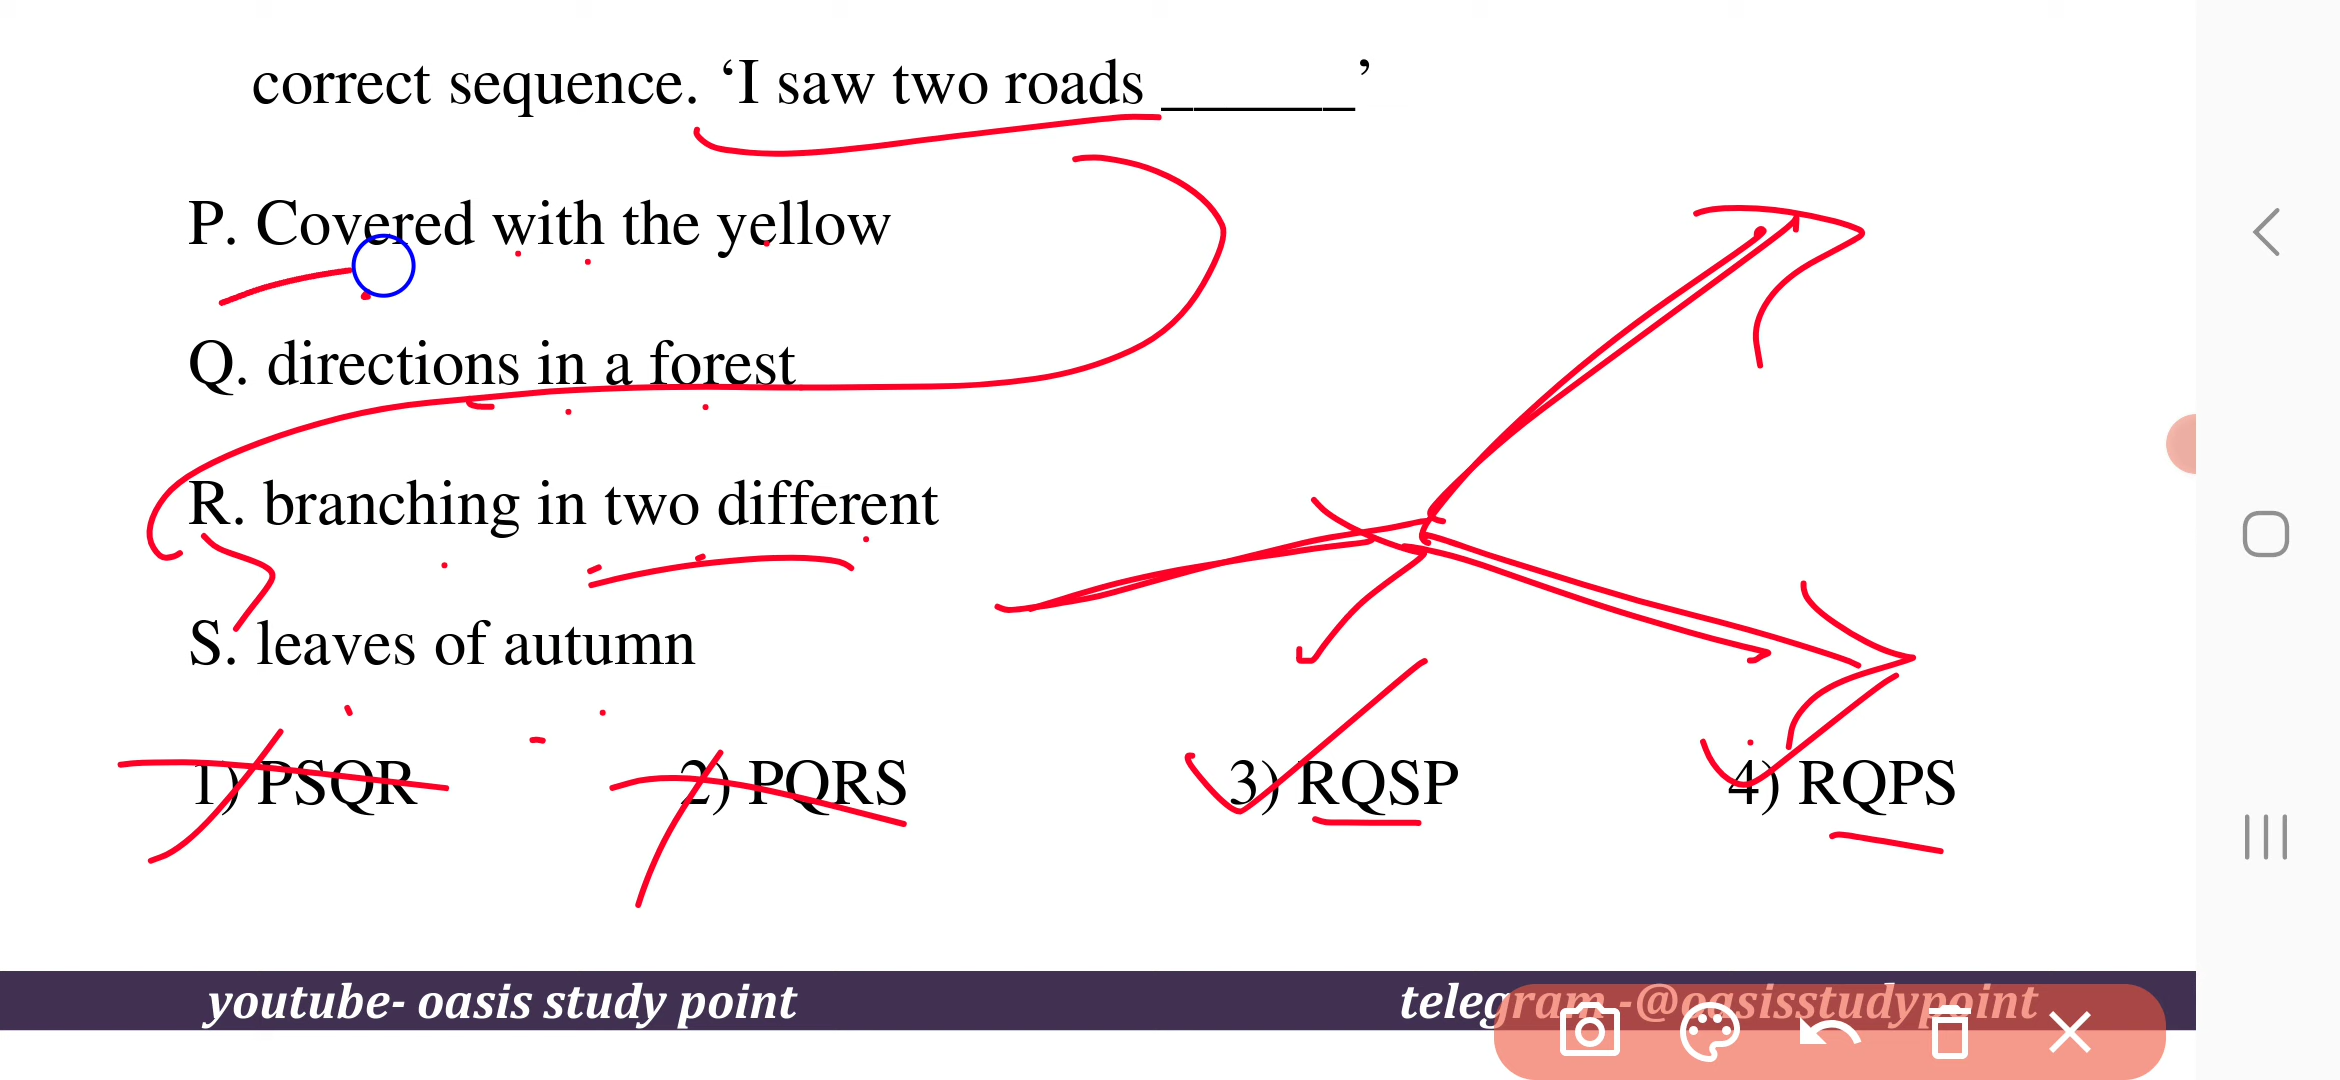 correct sequence. ‘I saw two roads ______’
P. Covered with the yellow
Q. directions in a forest
R. branching in two different
S. leaves of autumn
1) PSQR 2) PQRS 3) RQSP 4) RQPS
youtube- oasis study point telegram -@oasisstudypoint